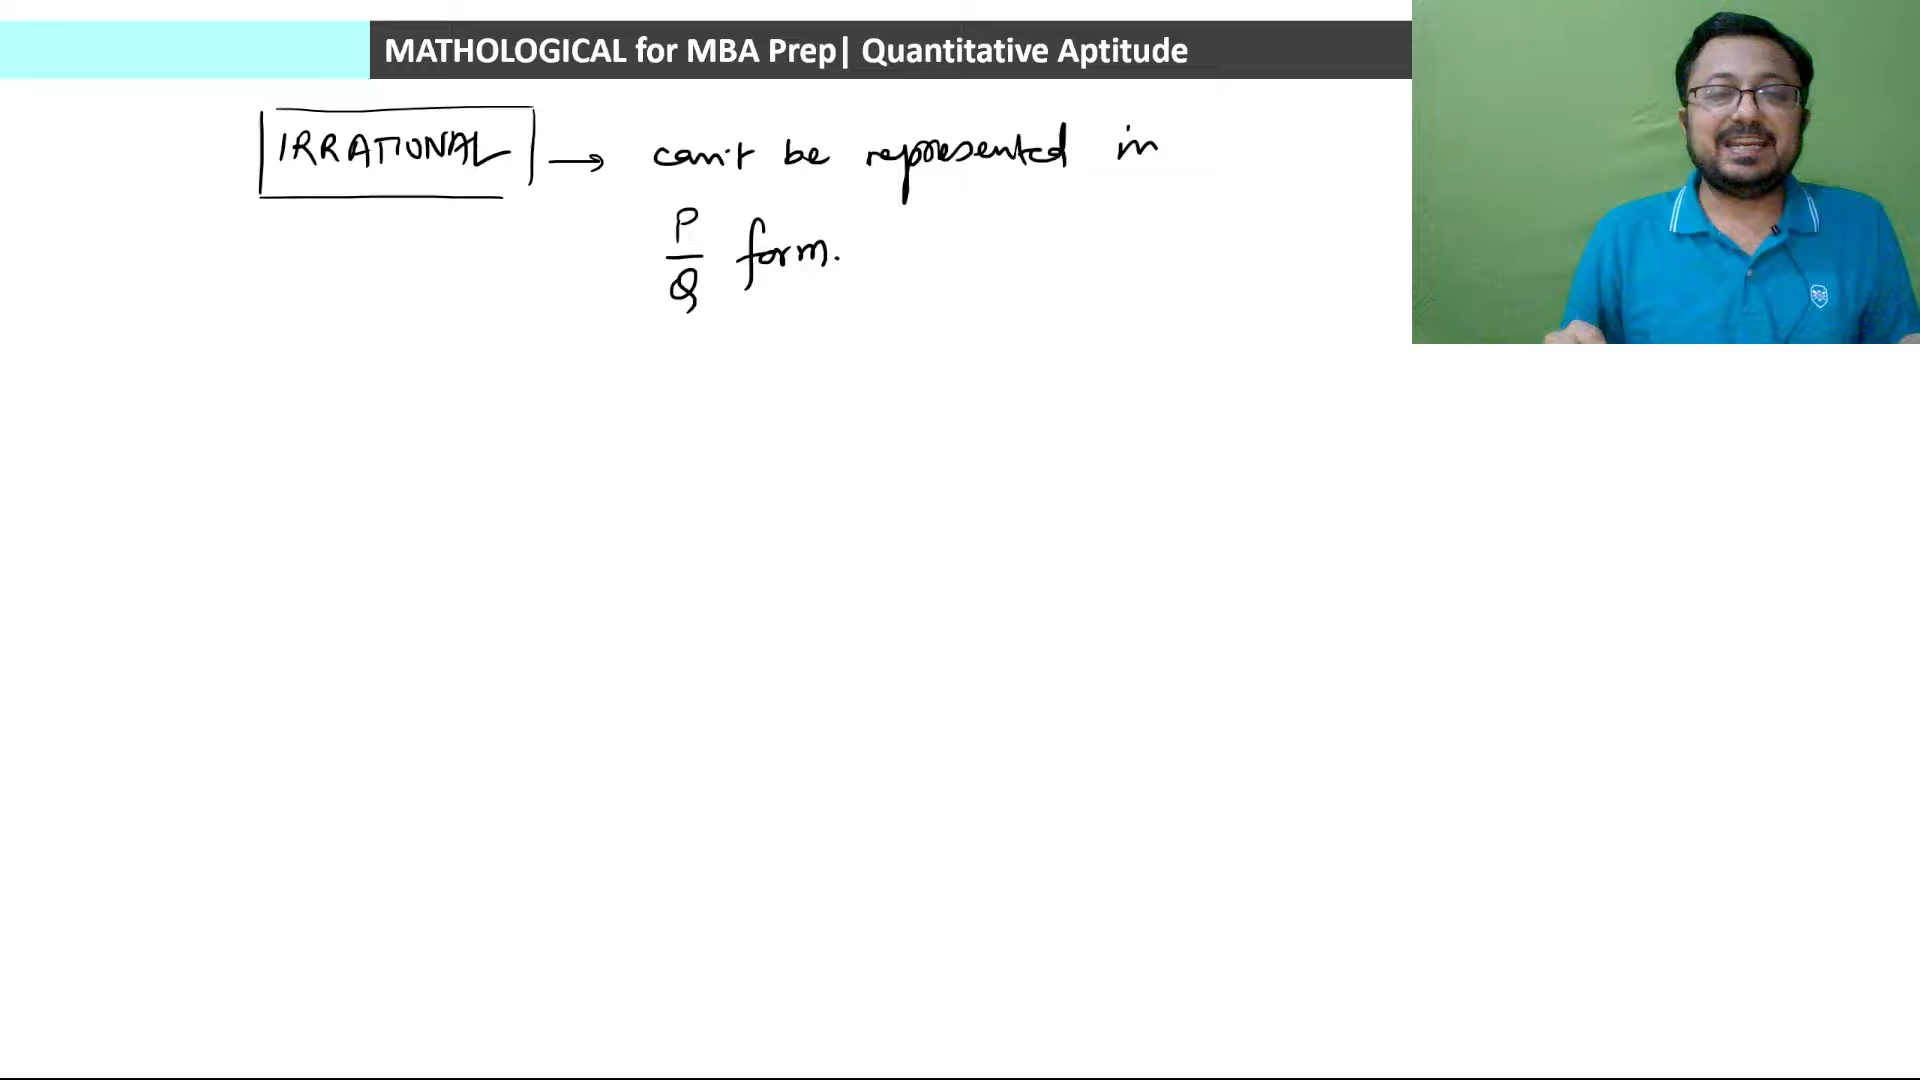 MATHOLOGICAL for MBA Prep| Quantitative Aptitude
IRRATIONAL → can't be represented in
P/Q form.